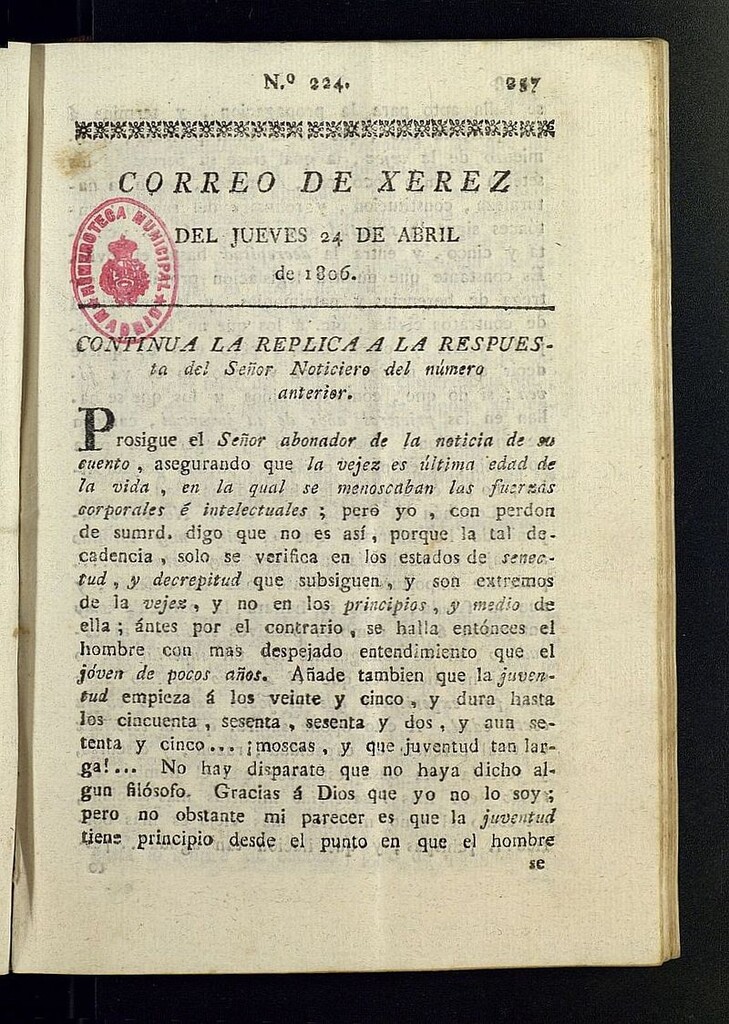 N.º 224. 257
CORREO DE XEREZ
DEL JUEVES 24 DE ABRIL
de 1806.
HEMEROTECA MUNICIPAL
MADRID
CONTINUA LA REPLICA A LA RESPUES-
ta del Señor Noticiero del número
anterior.
Prosigue el Señor abonador de la noticia de su
cuento, asegurando que la vejez es última edad de
la vida, en la qual se menoscaban las fuerzas
corporales é intelectuales; pero yo, con perdon
de sumrd. digo que no es así, porque la tal de-
cadencia, solo se verifica en los estados de senec-
tud, y decrepitud que subsiguen, y son extremos
de la vejez, y no en los principios, y medio de
ella; ántes por el contrario, se halla entónces el
hombre con mas despejado entendimiento que el
jóven de pocos años. Añade tambien que la juven-
tud empieza á los veinte y cinco, y dura hasta
los cincuenta, sesenta, sesenta y dos, y aun se-
tenta y cinco... ¡moscas, y que juventud tan lar-
ga!... No hay disparate que no haya dicho al-
gun filósofo. Gracias á Dios que yo no lo soy;
pero no obstante mi parecer es que la juventud
tiene principio desde el punto en que el hombre
se